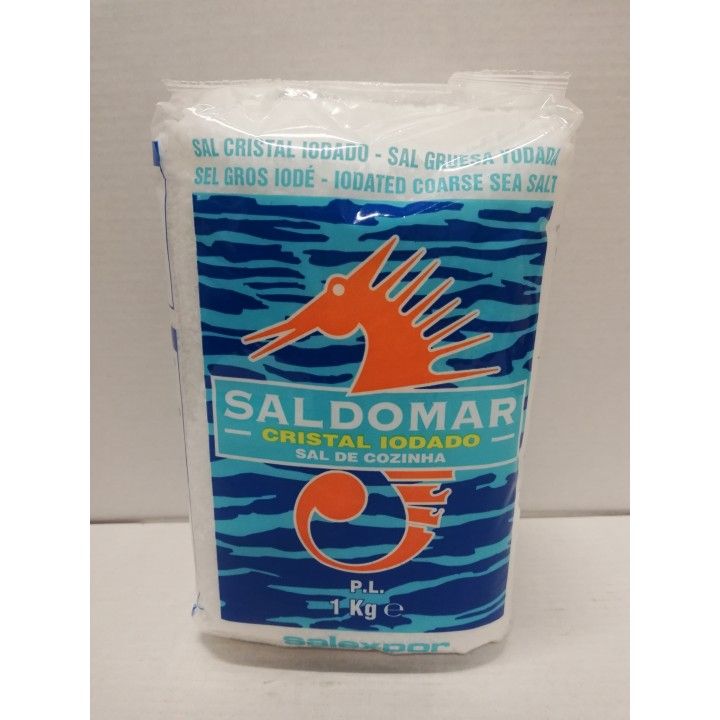 SAL CRISTAL IODADO - SAL GRUESA YODADA
SEL GROS IODÉ - IODATED COARSE SEA SALT
SALDOMAR
CRISTAL IODADO
SAL DE COZINHA
P.L.
1 Kg e
salexpor